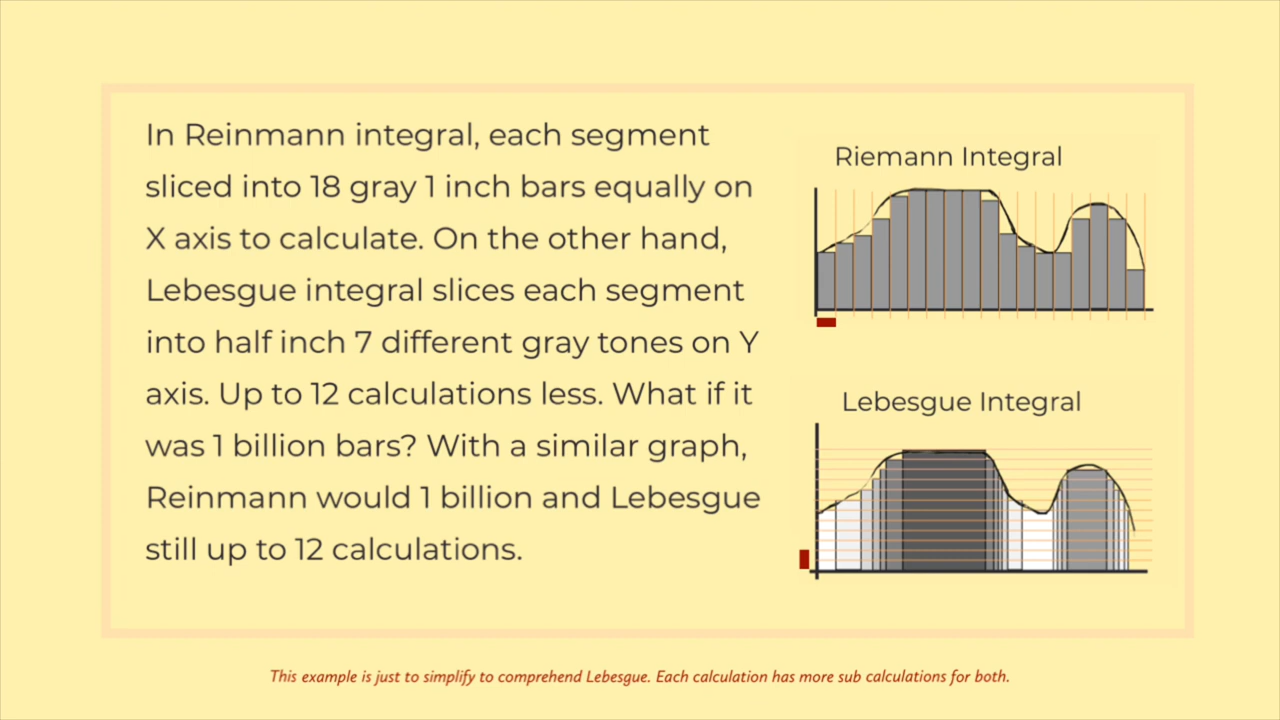 In Reinmann integral, each segment
sliced into 18 gray 1 inch bars equally on
X axis to calculate. On the other hand,
Lebesgue integral slices each segment
into half inch 7 different gray tones on Y
axis. Up to 12 calculations less. What if it
was 1 billion bars? With a similar graph,
Reinmann would 1 billion and Lebesgue
still up to 12 calculations.
Riemann Integral
Lebesgue Integral
This example is just to simplify to comprehend Lebesgue. Each calculation has more sub calculations for both.